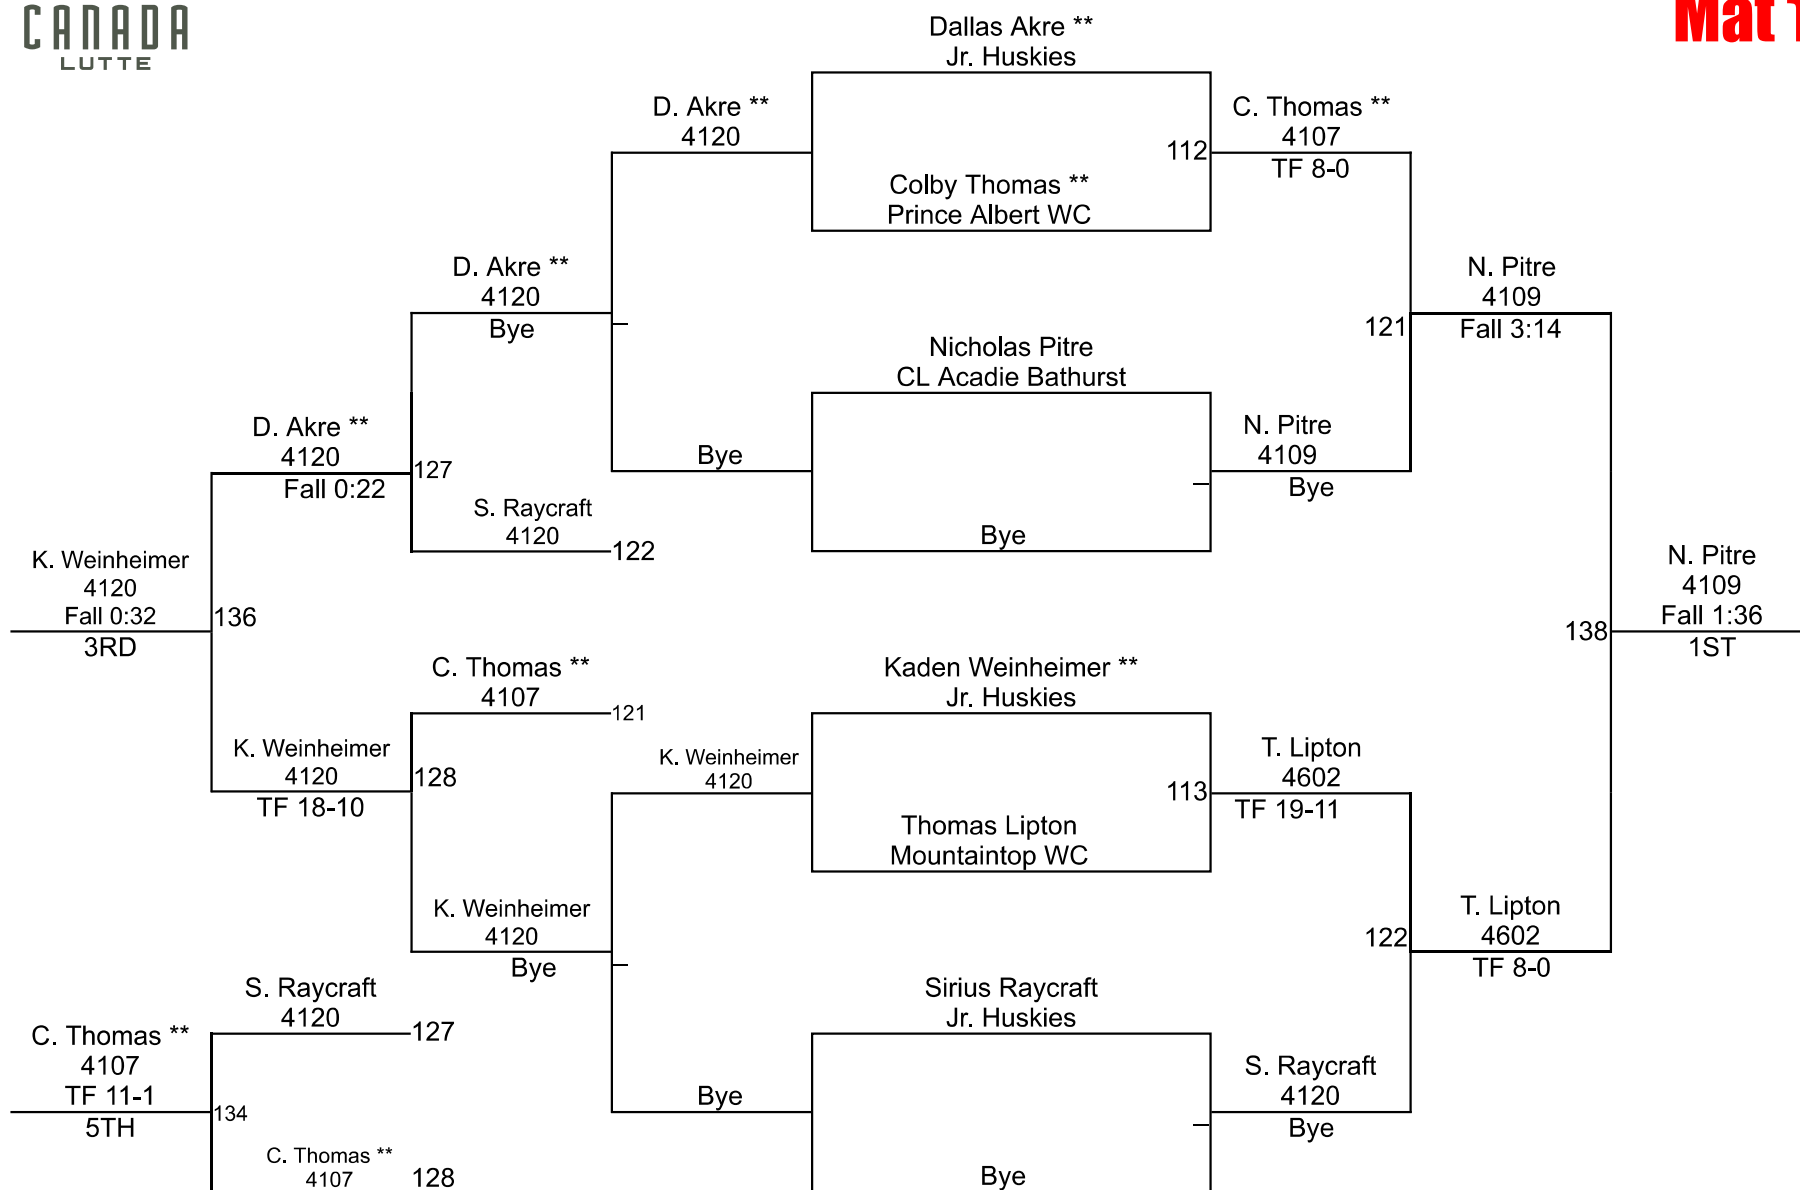 CANADA
LUTTE
Mat
Dallas Akre **
Jr. Huskies
D. Akre **
4120
C. Thomas **
4107
112
TF 8-0
Colby Thomas **
Prince Albert WC
D. Akre **
4120
Bye
N. Pitre
4109
121
Fall 3:14
Nicholas Pitre
CL Acadie Bathurst
D. Akre **
4120
127
Fall 0:22
Bye
N. Pitre
4109
Bye
S. Raycraft
4120
122
Bye
K. Weinheimer
4120
Fall 0:32
136
3RD
N. Pitre
4109
Fall 1:36
138
1ST
C. Thomas **
4107
121
Kaden Weinheimer **
Jr. Huskies
K. Weinheimer
4120
128
TF 18-10
K. Weinheimer
4120
T. Lipton
4602
113
TF 19-11
Thomas Lipton
Mountaintop WC
K. Weinheimer
4120
Bye
T. Lipton
4602
122
TF 8-0
S. Raycraft
4120
127
Sirius Raycraft
Jr. Huskies
C. Thomas **
4107
TF 11-1
134
5TH
Bye
S. Raycraft
4120
Bye
C. Thomas **
4107
128
Bye